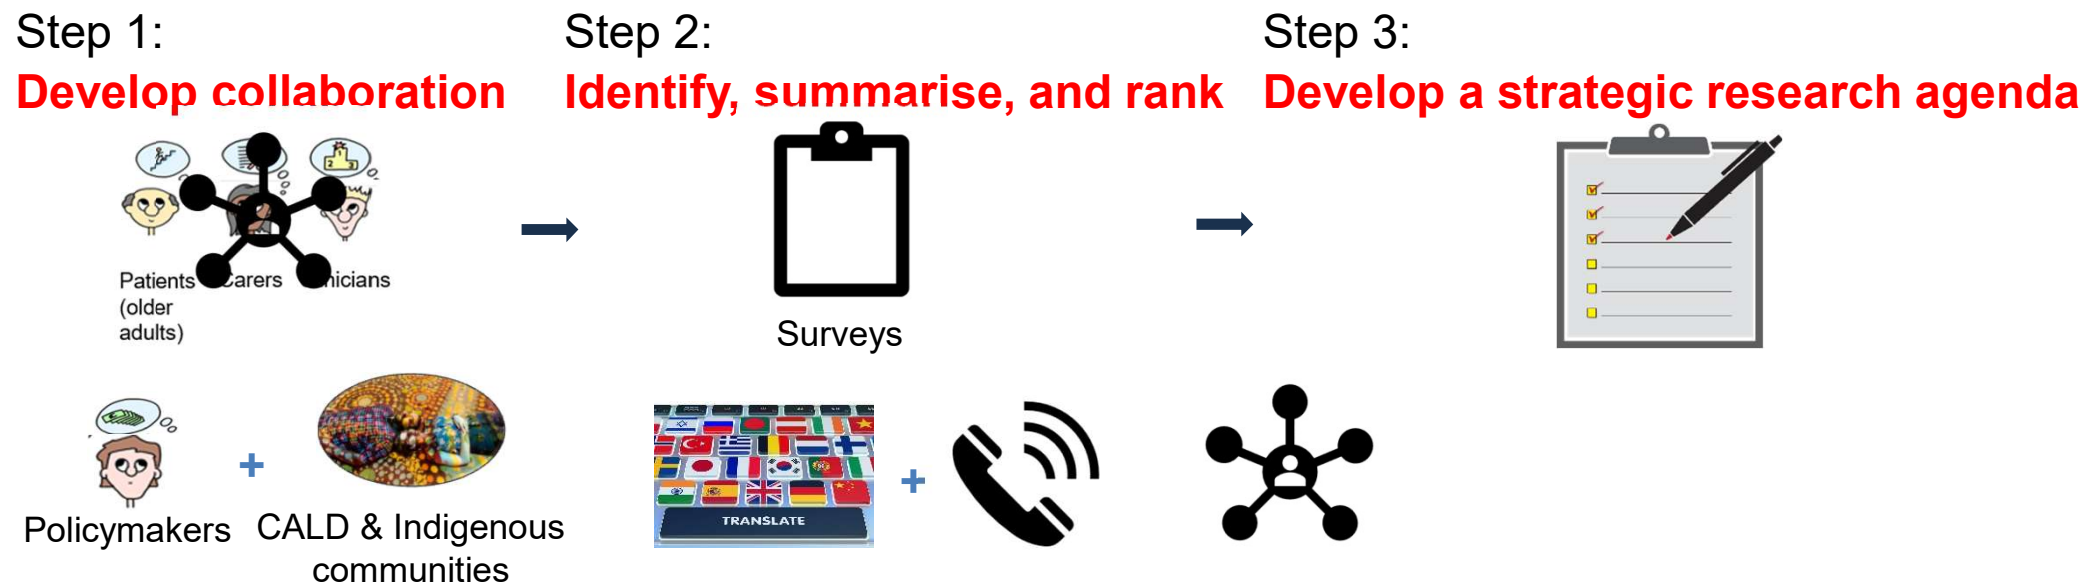 Step 1:
Develop collaboration
Patients
(older
adults)
Carers
Policymakers
CALD & Indigenous
communities
Step 2:
Identify, summarise, and rank
Surveys
TRANSLATE
Step 3:
Develop a strategic research agenda